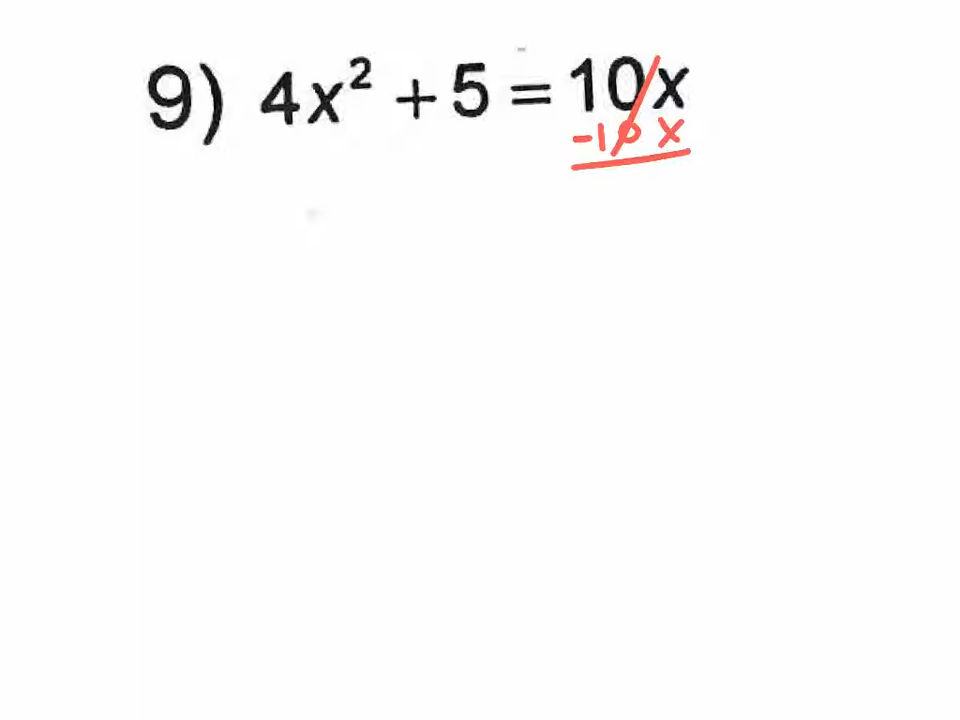 9) 4x² + 5 = 10x
-10x